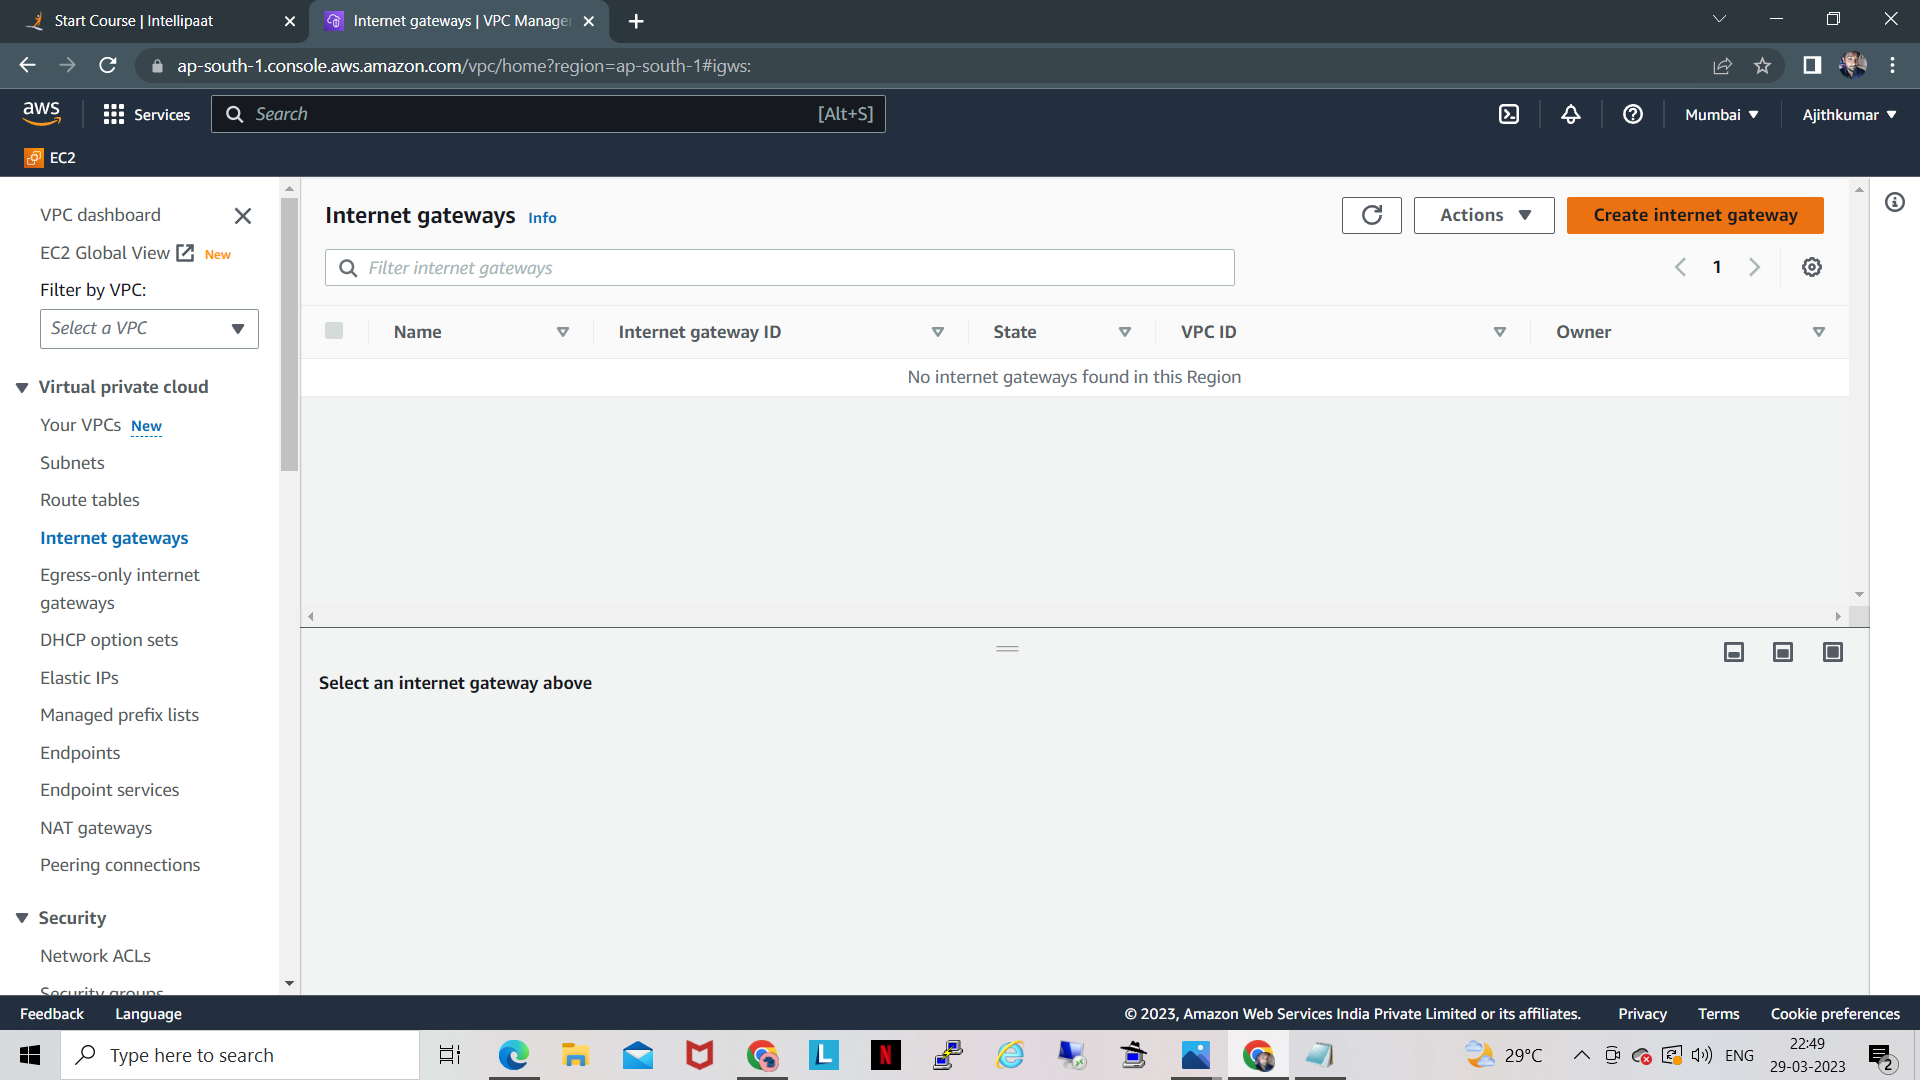 Start Course | Intellipaat
Internet gateways | VPC Manager
ap-south-1.console.aws.amazon.com/vpc/home?region=ap-south-1#igws:
aws
Services
Search
[Alt+S]
Mumbai
Ajithkumar
EC2
VPC dashboard
EC2 Global View New
Filter by VPC:
Select a VPC
Virtual private cloud
Your VPCs New
Subnets
Route tables
Internet gateways
Egress-only internet
gateways
DHCP option sets
Elastic IPs
Managed prefix lists
Endpoints
Endpoint services
NAT gateways
Peering connections
Security
Network ACLs
Security groups
Internet gateways Info
Actions
Create internet gateway
Filter internet gateways
1
Name Internet gateway ID State VPC ID Owner
No internet gateways found in this Region
Select an internet gateway above
Feedback Language © 2023, Amazon Web Services India Private Limited or its affiliates. Privacy Terms Cookie preferences
Type here to search
L
N
29°C
ENG
22:49
29-03-2023
2